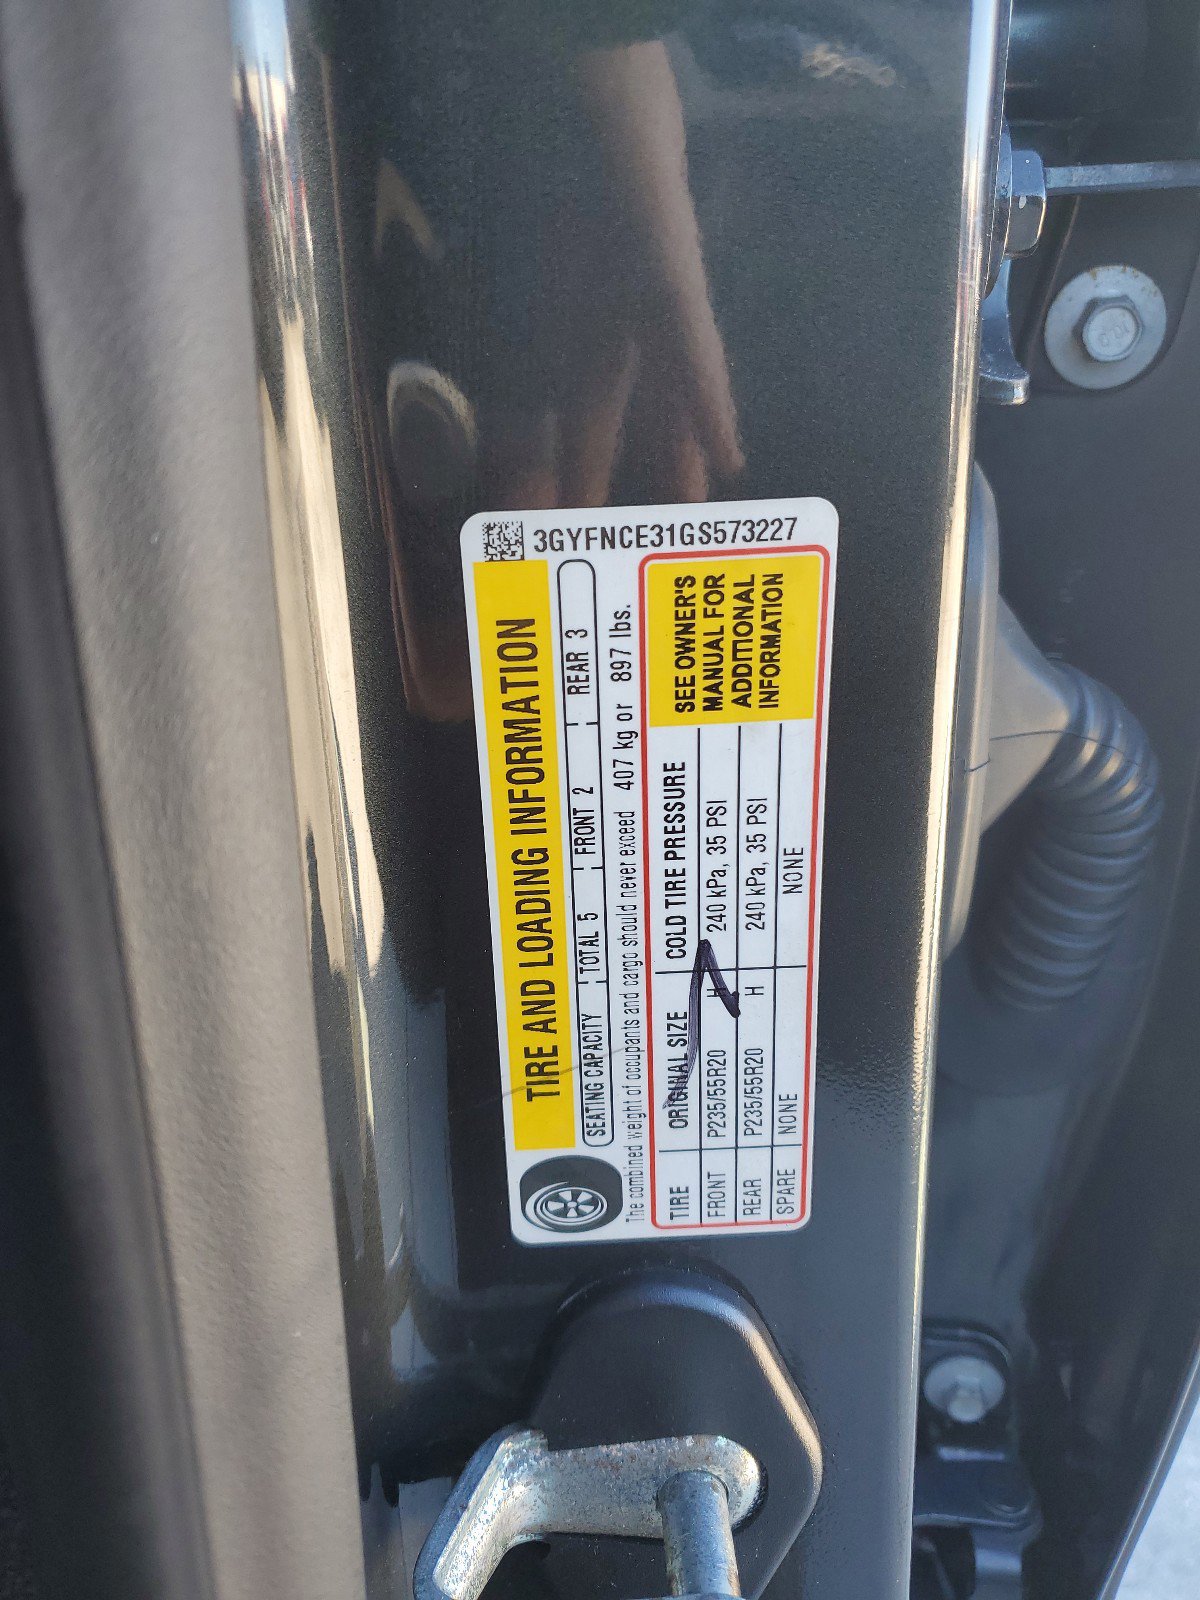 3GYFNCE31GS573227
TIRE AND LOADING INFORMATION
SEATING CAPACITY TOTAL 5 FRONT 2 REAR 3
The combined weight of occupants and cargo should never exceed 407 kg or 897 lbs.
TIRE ORIGINAL SIZE COLD TIRE PRESSURE
FRONT P235/55R20 H 240 kPa, 35 PSI
REAR P235/55R20 H 240 kPa, 35 PSI
SPARE NONE NONE
SEE OWNER'S
MANUAL FOR
ADDITIONAL
INFORMATION